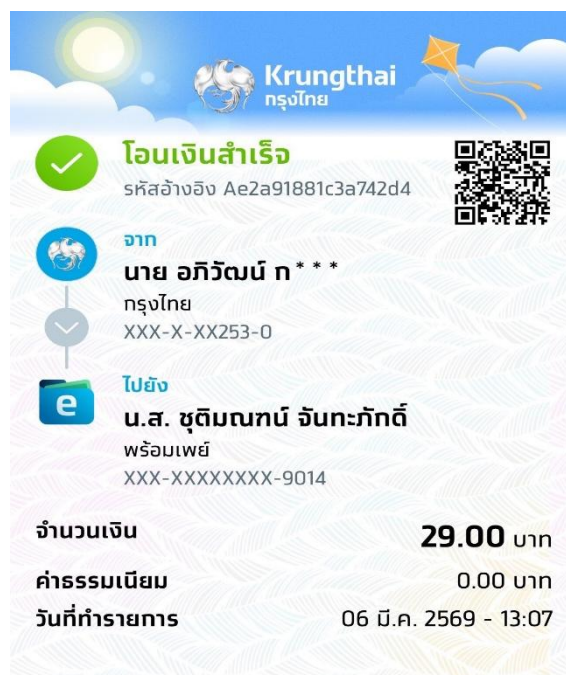 Krungthai
กรุงไทย
โอนเงินสำเร็จ
รหัสอ้างอิง Ae2a91881c3a742d4
จาก
นาย อภิวัฒน์ ก***
กรุงไทย
XXX-X-XX253-0
ไปยัง
e
น.ส. ชุติมณฑน์ จันทะภักดิ์
พร้อมเพย์
XXX-XXXXXXXX-9014
จำนวนเงิน 29.00 บาท
ค่าธรรมเนียม 0.00 บาท
วันที่ทำรายการ 06 มี.ค. 2569 - 13:07